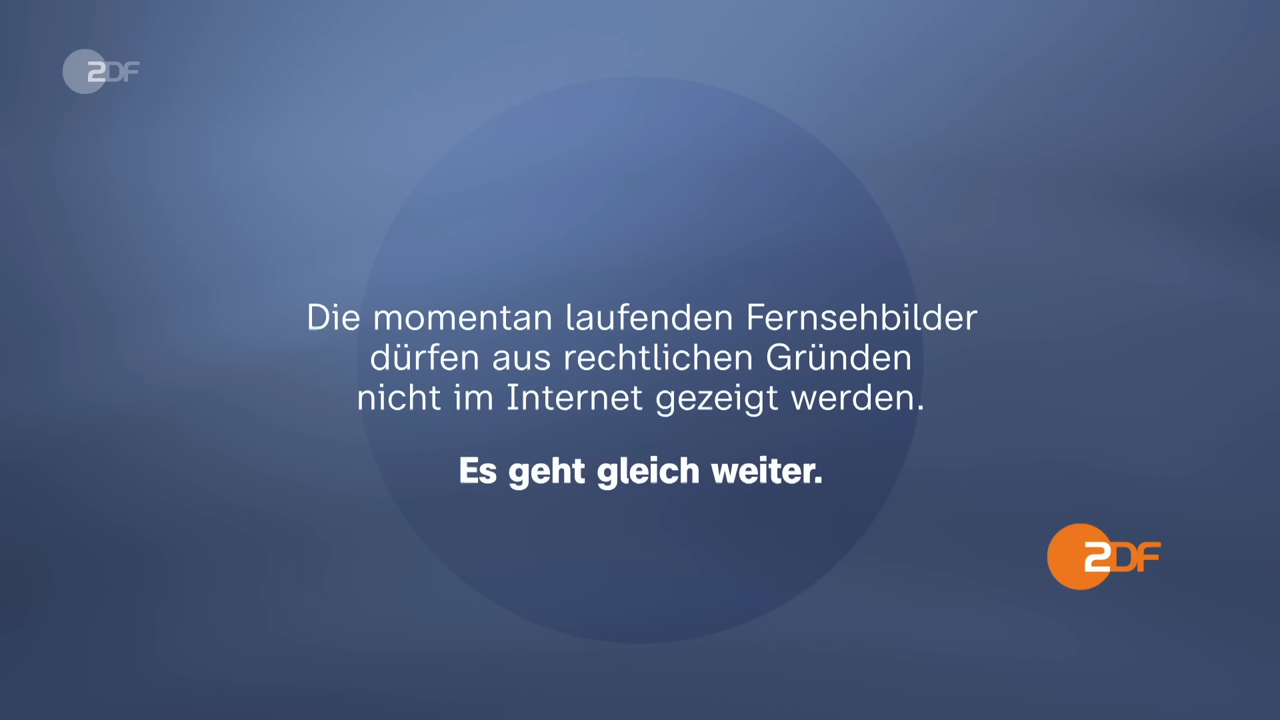 ZDF
Die momentan laufenden Fernsehbilder
dürfen aus rechtlichen Gründen
nicht im Internet gezeigt werden.
Es geht gleich weiter.
ZDF